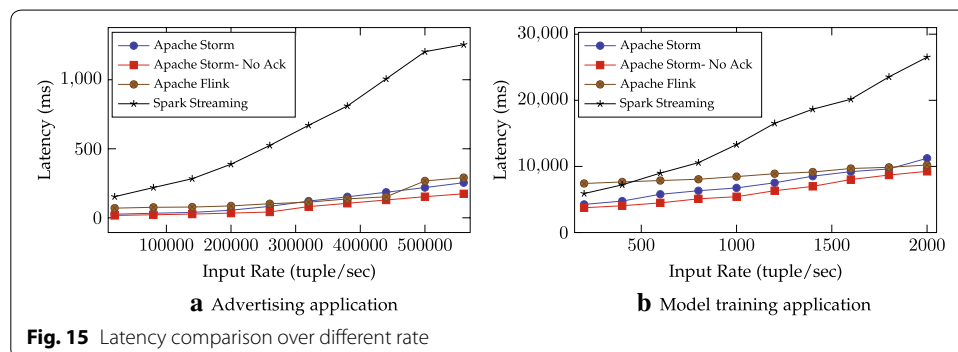 1,000
500
0
Latency (ms)
Apache Storm
Apache Storm- No Ack
Apache Flink
Spark Streaming
100000 200000 300000 400000 500000
Input Rate (tuple/sec)
a Advertising application
30,000
20,000
10,000
0
Latency (ms)
Apache Storm
Apache Storm- No Ack
Apache Flink
Spark Streaming
500 1000 1500 2000
Input Rate (tuple/sec)
b Model training application
Fig. 15 Latency comparison over different rate